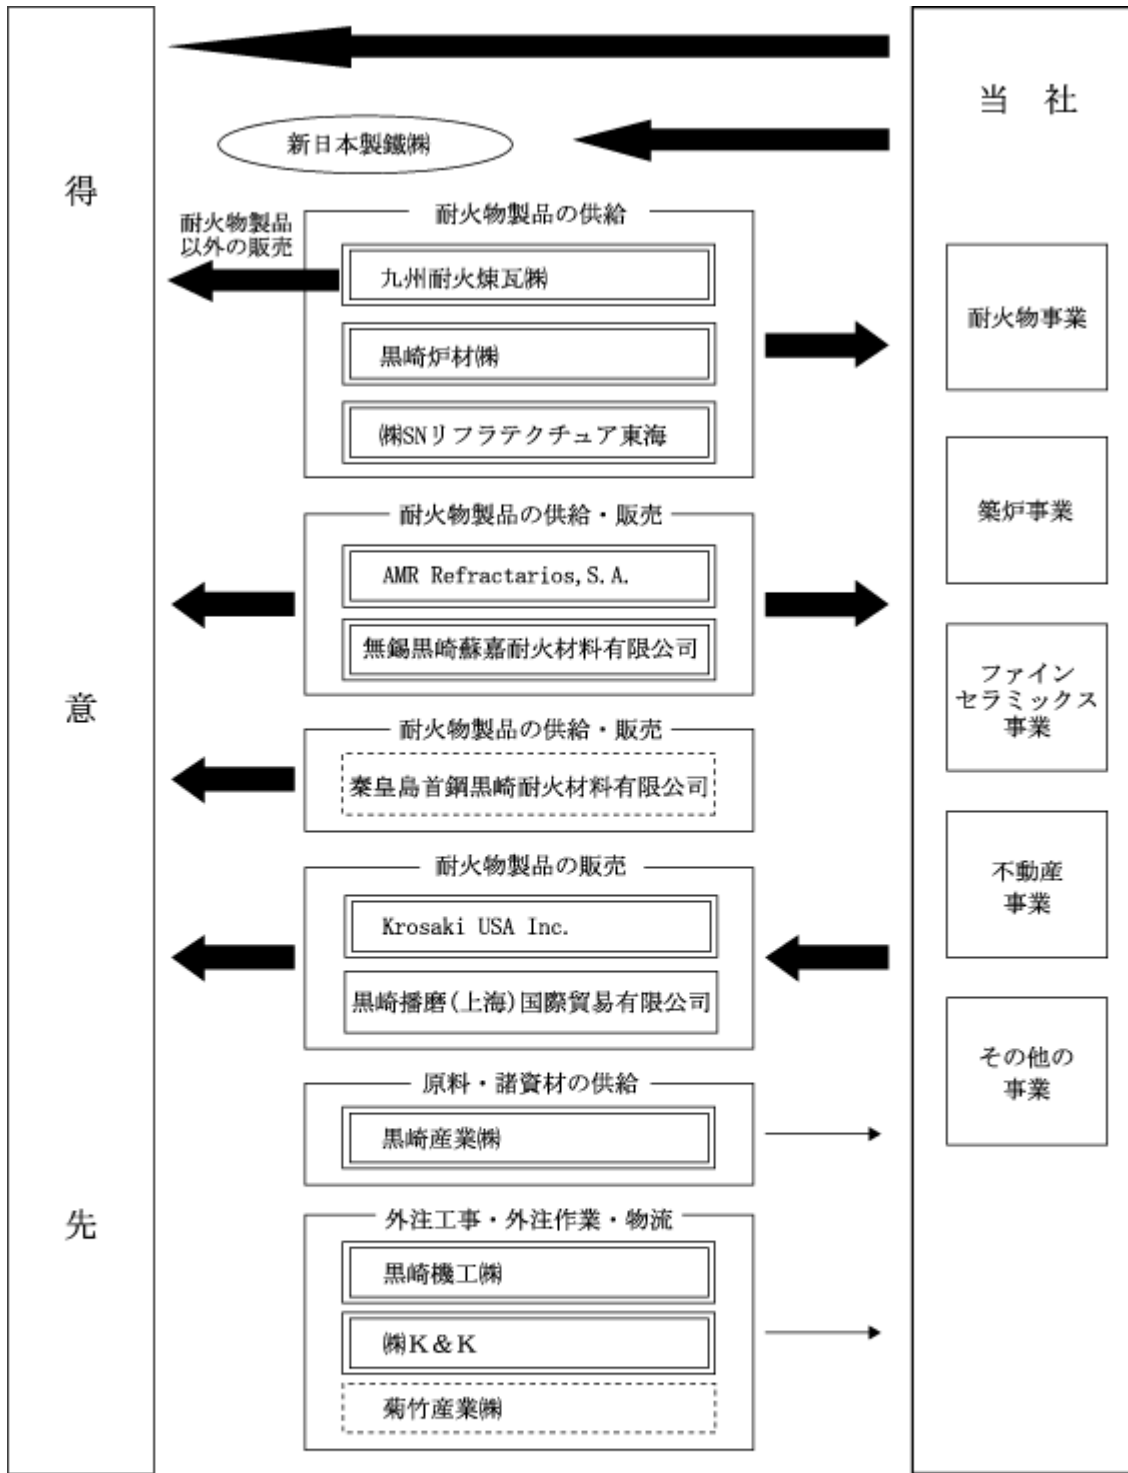 得意先
当 社
新日本製鐵㈱
耐火物製品
以外の販売
耐火物製品の供給
九州耐火煉瓦㈱
黒崎炉材㈱
㈱SNリフラテクチュア東海
耐火物製品の供給・販売
AMR Refractarios,S.A.
無錫黒崎蘇嘉耐火材料有限公司
耐火物製品の供給・販売
秦皇島首鋼黒崎耐火材料有限公司
耐火物製品の販売
Krosaki USA Inc.
黒崎播磨(上海)国際貿易有限公司
原料・諸資材の供給
黒崎産業㈱
外注工事・外注作業・物流
黒崎機工㈱
㈱K&K
菊竹産業㈱
耐火物事業
築炉事業
ファイン
セラミックス
事業
不動産
事業
その他の
事業